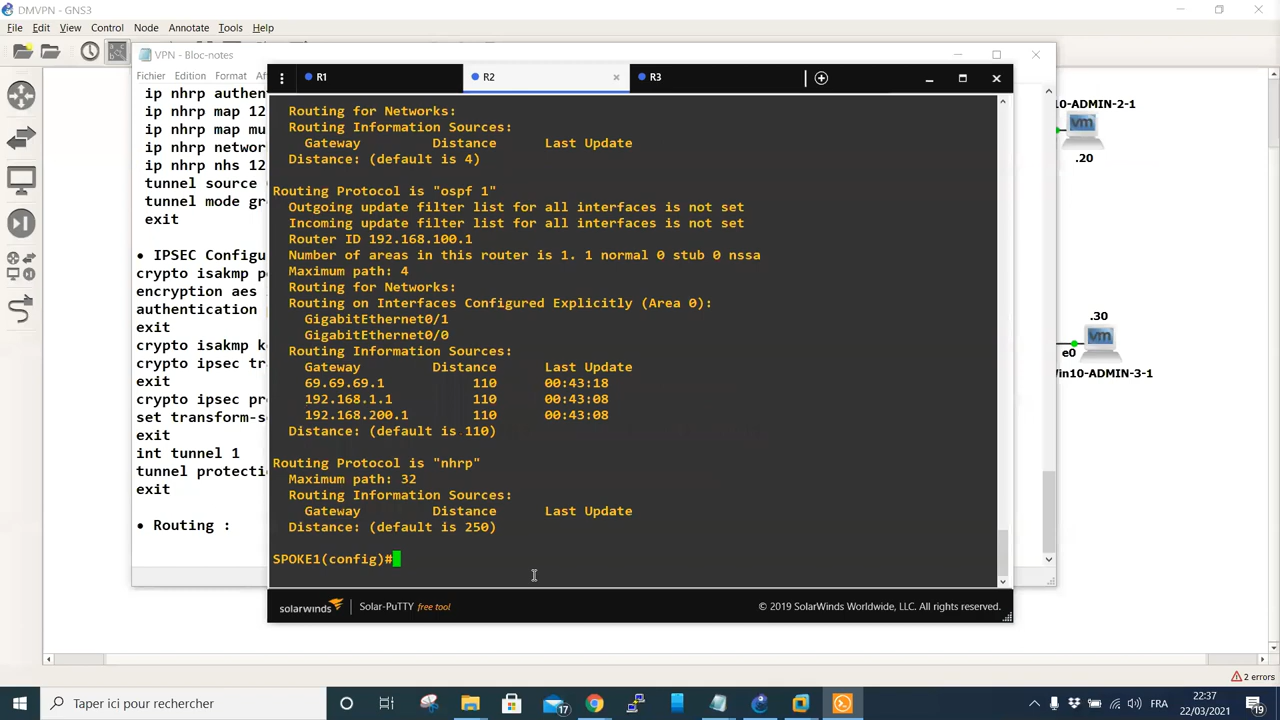 DMVPN - GNS3
File Edit View Control Node Annotate Tools Help
VPN - Bloc-notes
Fichier Edition Format
ip nhrp authen
ip nhrp map 12
ip nhrp map mu
ip nhrp network
ip nhrp nhs 12
tunnel source
tunnel mode gr
exit
• IPSEC Configur
crypto isakmp p
encryption aes
authentication
exit
crypto isakmp k
crypto ipsec tr
exit
crypto ipsec pr
set transform-s
exit
int tunnel 1
tunnel protectio
exit
• Routing :
R1
R2
R3
Routing for Networks:
Routing Information Sources:
Gateway Distance Last Update
Distance: (default is 4)
Routing Protocol is "ospf 1"
Outgoing update filter list for all interfaces is not set
Incoming update filter list for all interfaces is not set
Router ID 192.168.100.1
Number of areas in this router is 1. 1 normal 0 stub 0 nssa
Maximum path: 4
Routing for Networks:
Routing on Interfaces Configured Explicitly (Area 0):
GigabitEthernet0/1
GigabitEthernet0/0
Routing Information Sources:
Gateway Distance Last Update
69.69.69.1 110 00:43:18
192.168.1.1 110 00:43:08
192.168.200.1 110 00:43:08
Distance: (default is 110)
Routing Protocol is "nhrp"
Maximum path: 32
Routing Information Sources:
Gateway Distance Last Update
Distance: (default is 250)
SPOKE1(config)#
solarwinds Solar-PuTTY free tool
© 2019 SolarWinds Worldwide, LLC. All rights reserved.
10-ADMIN-2-1
vm
.20
.30
vm
e0
Win10-ADMIN-3-1
2 errors
Taper ici pour rechercher
17
FR
22:37
22/03/2021
19